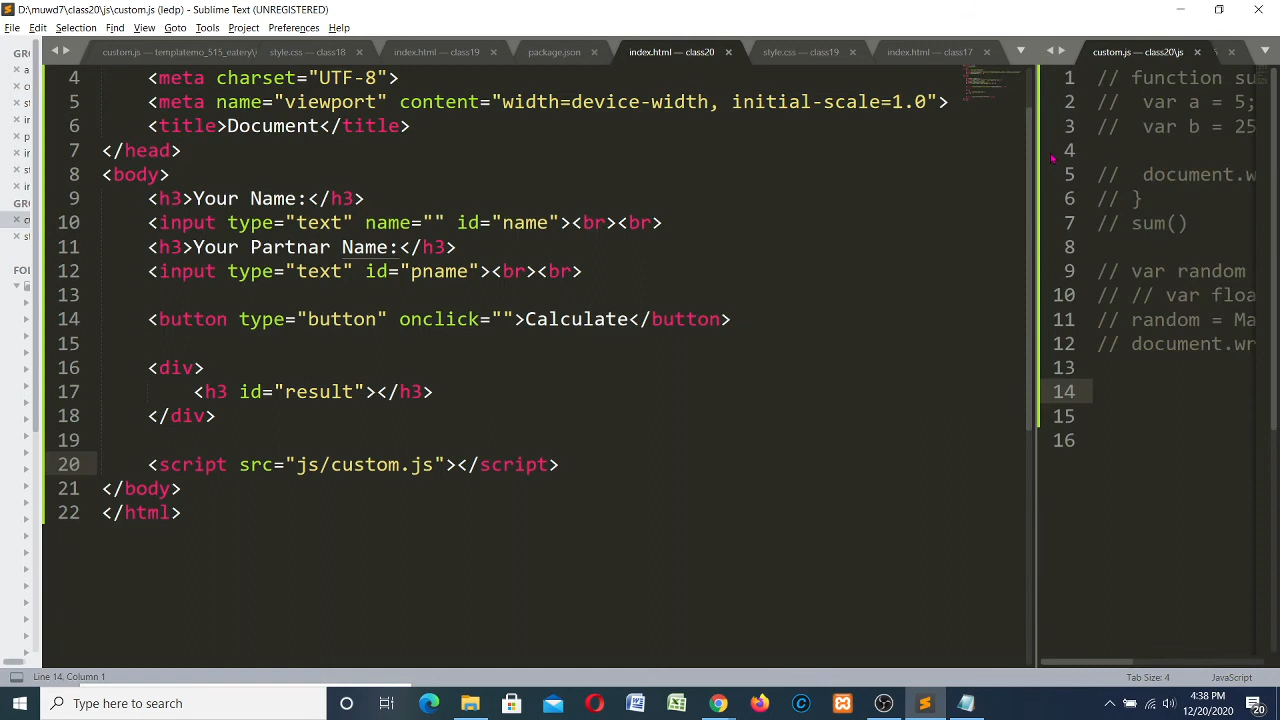 D:\muwd7\class20\js\custom.js (ledp) - Sublime Text (UNREGISTERED)
File Edit Selection Find View Goto Tools Project Preferences Help
custom.js — templatemo_515_eatery\ style.css — class18 index.html — class19 package.json index.html — class20 style.css — class19 index.html — class17 custom.js — class20\js
4 <meta charset="UTF-8">
5 <meta name="viewport" content="width=device-width, initial-scale=1.0">
6 <title>Document</title>
7 </head>
8 <body>
9 <h3>Your Name:</h3>
10 <input type="text" name="" id="name"><br><br>
11 <h3>Your Partnar Name:</h3>
12 <input type="text" id="pname"><br><br>
13
14 <button type="button" onclick="">Calculate</button>
15
16 <div>
17 <h3 id="result"></h3>
18 </div>
19
20 <script src="js/custom.js"></script>
21 </body>
22 </html>
1 // function su
2 // var a = 5;
3 // var b = 25
4
5 // document.w
6 // }
7 // sum()
8
9 // var random
10 // // var floa
11 // random = Ma
12 // document.wr
13
14
15
16
Line 14, Column 1
Tab Size: 4 JavaScript
Type here to search
4:38 PM
12/20/2020
20